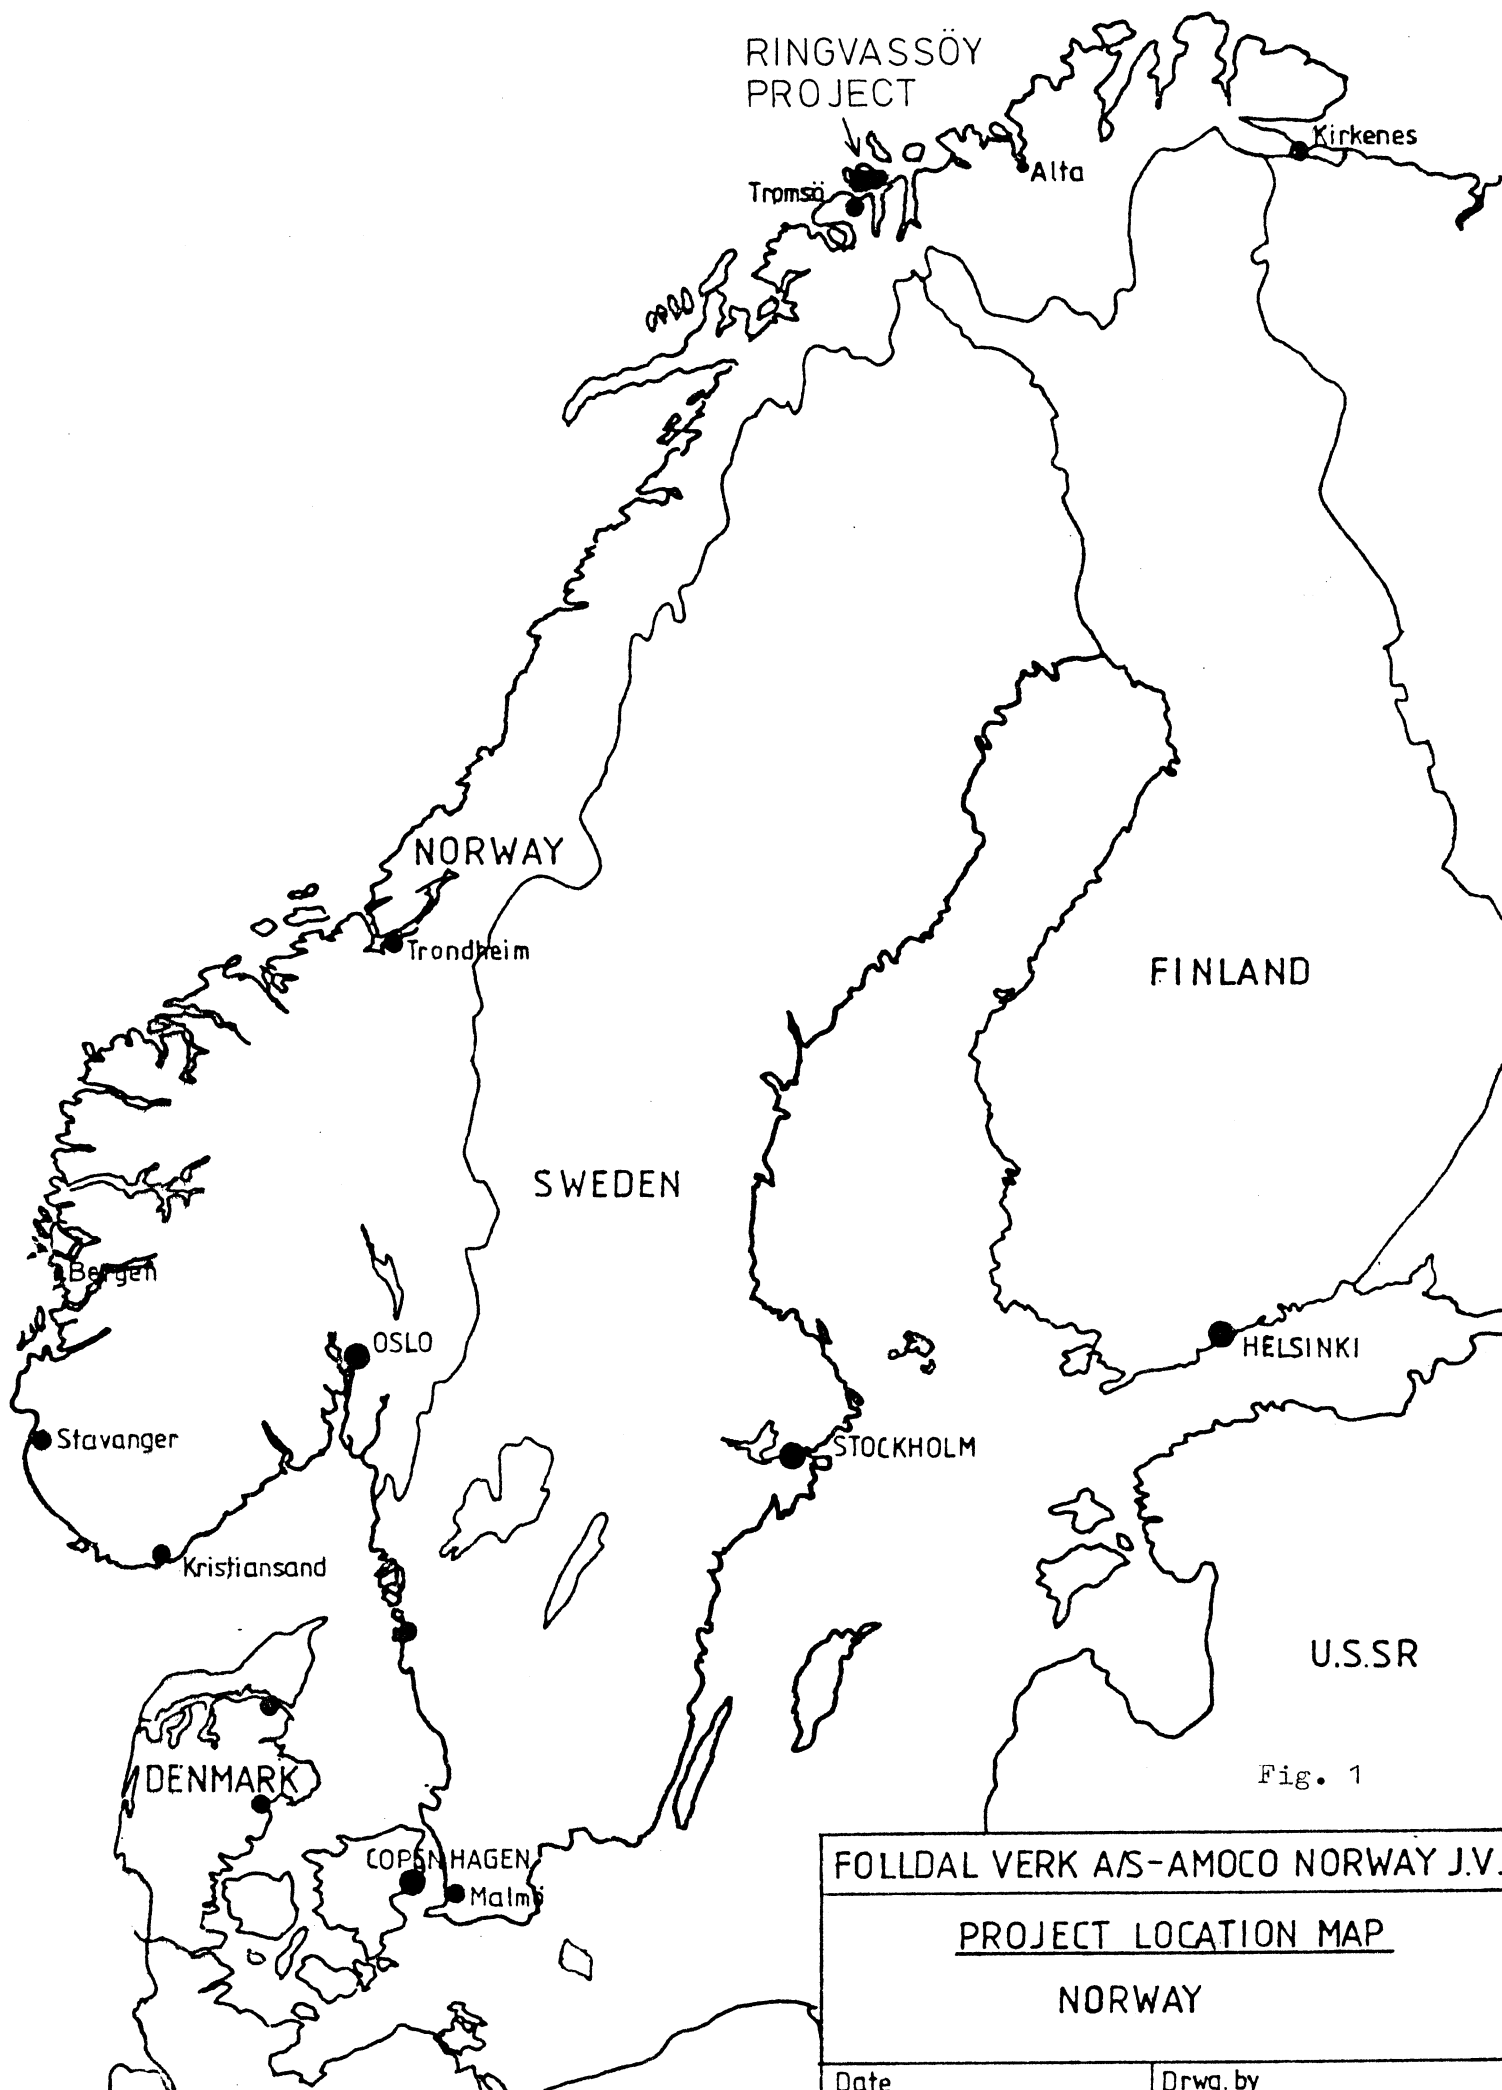 RINGVASSÖY
PROJECT
Kirkenes
Alta
Tromsö
NORWAY
Trondheim
FINLAND
SWEDEN
Bergen
OSLO
HELSINKI
Stavanger
STOCKHOLM
Kristiansand
U.S.SR
DENMARK
Fig. 1
COPENHAGEN
Malmö
FOLLDAL VERK A/S-AMOCO NORWAY J.V.
PROJECT LOCATION MAP
NORWAY
Date
Drwg. by